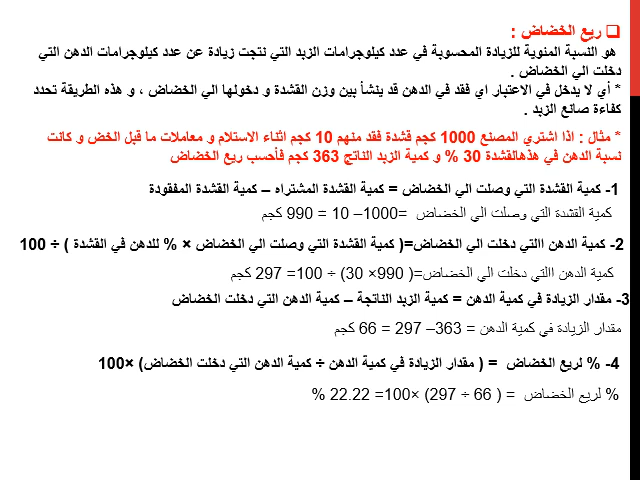 ❑ ريع الخضاض :
هو النسبة المئوية للزيادة المحسوبة في عدد كيلوجرامات الزبد التي نتجت زيادة عن عدد كيلوجرامات الدهن التي
دخلت الي الخضاض .
* أي لا يدخل في الاعتبار اي فقد في الدهن قد ينشأ بين وزن القشدة و دخولها الي الخضاض ، و هذه الطريقة تحدد
كفاءة صانع الزبد .
* مثال : اذا اشتري المصنع 1000 كجم قشدة فقد منهم 10 كجم اثناء الاستلام و معاملات ما قبل الخض و كانت
نسبة الدهن في هذهالقشدة 30 % و كمية الزبد الناتج 363 كجم فأحسب ريع الخضاض
1- كمية القشدة التي وصلت الي الخضاض = كمية القشدة المشتراه – كمية القشدة المفقودة
كمية القشدة التي وصلت الي الخضاض =1000– 10 = 990 كجم
2- كمية الدهن االتي دخلت الي الخضاض=( كمية القشدة التي وصلت الي الخضاض × % للدهن في القشدة ) ÷ 100
كمية الدهن االتي دخلت الي الخضاض=( 990× 30) ÷ 100= 297 كجم
3- مقدار الزيادة في كمية الدهن = كمية الزبد الناتجة – كمية الدهن التي دخلت الخضاض
مقدار الزيادة في كمية الدهن = 363– 297 = 66 كجم
4- % لريع الخضاض = ( مقدار الزيادة في كمية الدهن ÷ كمية الدهن التي دخلت الخضاض) ×100
% لريع الخضاض = ( 66 ÷ 297) ×100= 22.22 %